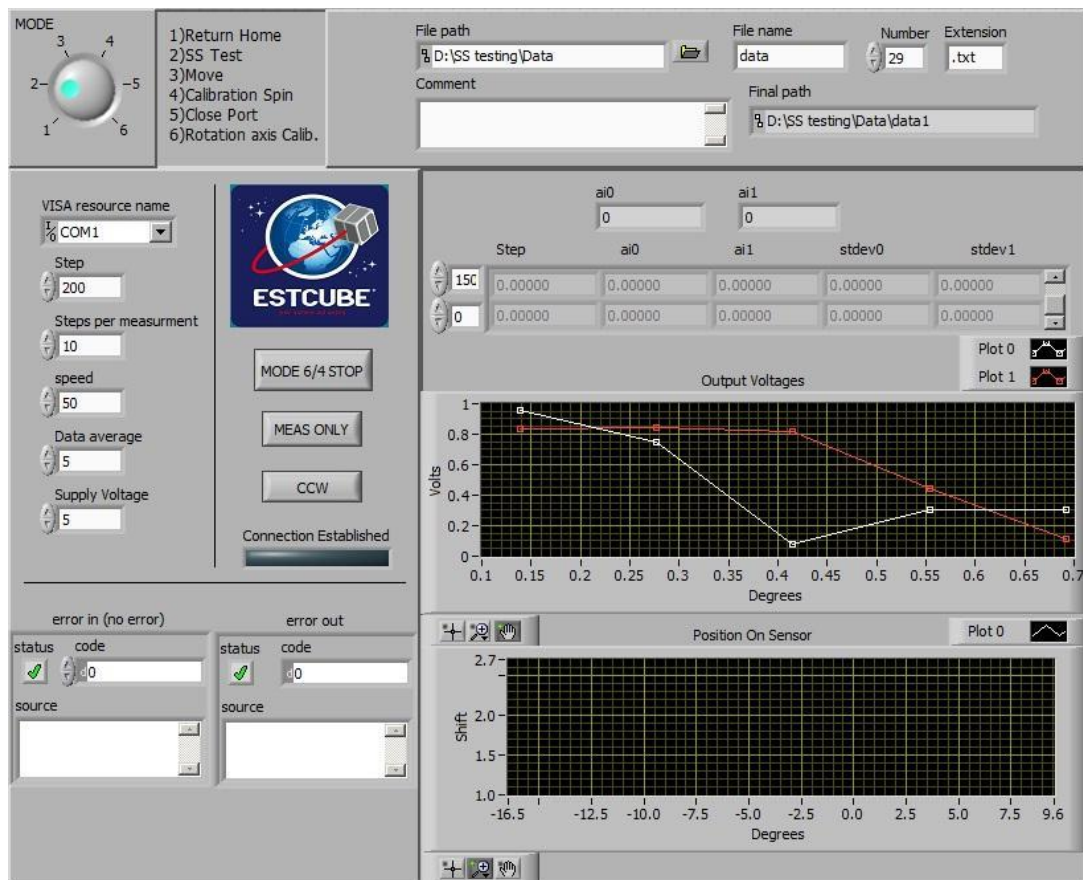 MODE
3 4
2 5
1 6
1)Return Home
2)SS Test
3)Move
4)Calibration Spin
5)Close Port
6)Rotation axis Calib.
File path
D:\SS testing\Data
File name
data
Number
29
Extension
.txt
Comment
Final path
D:\SS testing\Data\data1
VISA resource name
COM1
Step
200
Steps per measurment
10
speed
50
Data average
5
Supply Voltage
5
ESTCUBE
MODE 6/4 STOP
MEAS ONLY
CCW
Connection Established
error in (no error)
status code
d0
source
error out
status code
d0
source
ai0 ai1
0 0
Step ai0 ai1 stdev0 stdev1
150 0.00000 0.00000 0.00000 0.00000 0.00000
0 0.00000 0.00000 0.00000 0.00000 0.00000
Plot 0
Plot 1
Output Voltages
Volts
1
0.8
0.6
0.4
0.2
0
0.1 0.15 0.2 0.25 0.3 0.35 0.4 0.45 0.5 0.55 0.6 0.65 0.7
Degrees
Position On Sensor
Plot 0
Shift
2.7
2.0
1.5
1.0
-16.5 -12.5 -10.0 -7.5 -5.0 -2.5 0.0 2.5 5.0 7.5 9.6
Degrees